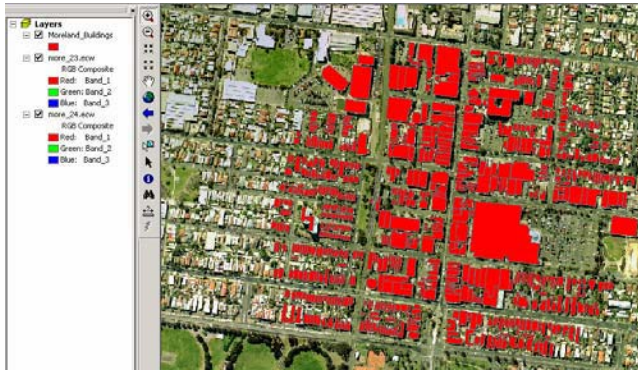 Layers
Moreland_Buildings
more_23.ecw
RGB Composite
Red: Band_1
Green: Band_2
Blue: Band_3
more_24.ecw
RGB Composite
Red: Band_1
Green: Band_2
Blue: Band_3